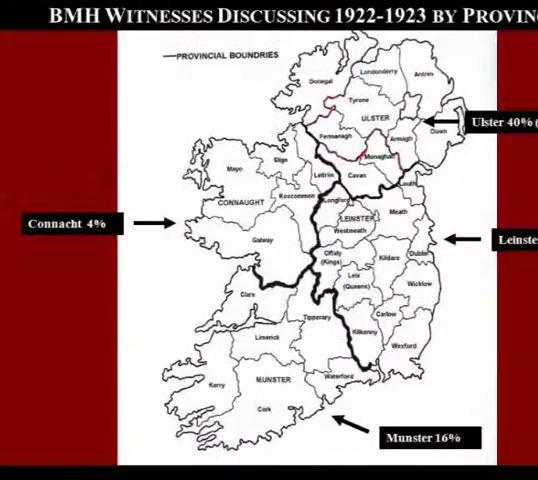 BMH WITNESSES DISCUSSING 1922-1923 BY PROVIN
PROVINCIAL BOUNDRIES
Donegal
Londonderry
Antrim
Tyrone
ULSTER
Ulster 40% (
Fermanagh
Armagh
Down
Monaghan
Sligo
Leitrim
Cavan
Mayo
Louth
Roscommon
Longford
CONNAUGHT
Meath
LEINSTER
Connacht 4%
Westmeath
Galway
Leinste
Offaly
(Kings)
Kildare
Dublin
Leix
(Queens)
Wicklow
Clare
Carlow
Tipperary
Kilkenny
Limerick
Wexford
Waterford
Kerry
MUNSTER
Cork
Munster 16%